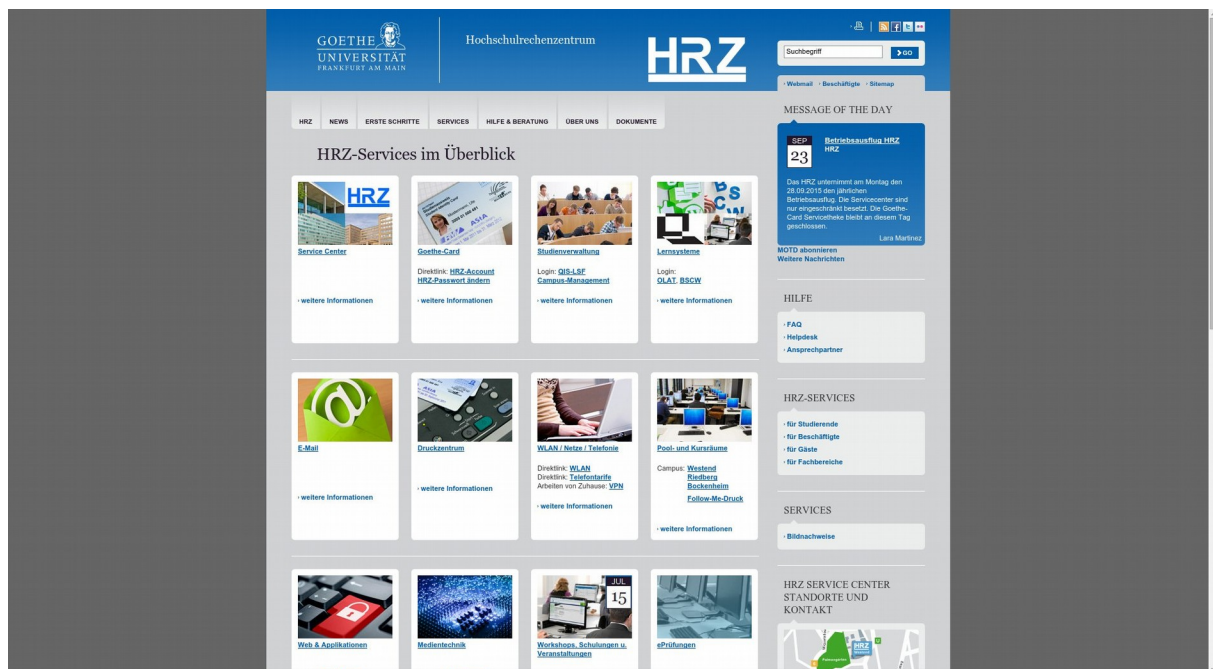 GOETHE
UNIVERSITÄT
FRANKFURT AM MAIN
Hochschulrechenzentrum
HRZ
Suchbegriff
GO
Webmail
Beschäftigte
Sitemap
HRZ
NEWS
ERSTE SCHRITTE
SERVICES
HILFE & BERATUNG
ÜBER UNS
DOKUMENTE
HRZ-Services im Überblick
HRZ
Service Center
weitere Informationen
Goethe-Card
Direktlink: HRZ-Account
HRZ-Passwort ändern
weitere Informationen
Studienverwaltung
Login: QIS-LSF
Campus-Management
weitere Informationen
Lernsysteme
Login:
OLAT, BSCW
weitere Informationen
E-Mail
weitere Informationen
Druckzentrum
weitere Informationen
WLAN / Netze / Telefonie
Direktlink: WLAN
Direktlink: Telefontarife
Arbeiten von Zuhause: VPN
weitere Informationen
Pool- und Kursräume
Campus: Westend
Riedberg
Bockenheim
Follow-Me-Druck
weitere Informationen
Web & Applikationen
Medientechnik
JUL
15
Workshops, Schulungen u.
Veranstaltungen
ePrüfungen
MESSAGE OF THE DAY
SEP
23
Betriebsausflug HRZ
HRZ
Das HRZ unternimmt am Montag den
28.09.2015 den jährlichen
Betriebsausflug. Die Servicecenter sind
nur eingeschränkt besetzt. Die Goethe-
Card Servicetheke bleibt an diesem Tag
geschlossen.
Lara Martinez
MOTD abonnieren
Weitere Nachrichten
HILFE
FAQ
Helpdesk
Ansprechpartner
HRZ-SERVICES
für Studierende
für Beschäftigte
für Gäste
für Fachbereiche
SERVICES
Bildnachweise
HRZ SERVICE CENTER
STANDORTE UND
KONTAKT
HRZ